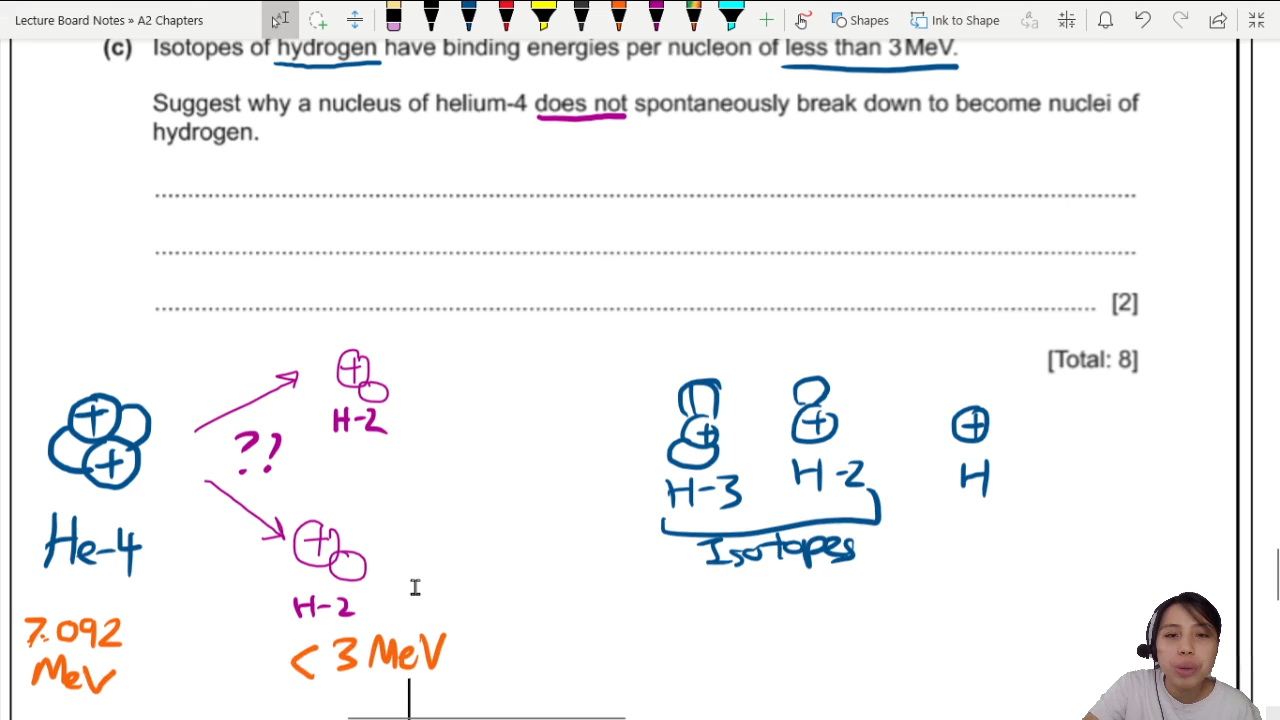 Lecture Board Notes » A2 Chapters
Shapes
Ink to Shape
(c) Isotopes of hydrogen have binding energies per nucleon of less than 3 MeV.
Suggest why a nucleus of helium-4 does not spontaneously break down to become nuclei of
hydrogen.
[2]
[Total: 8]
H-2
??
H-3 H-2 H
Isotopes
He-4
H-2
7.092
MeV
< 3 MeV